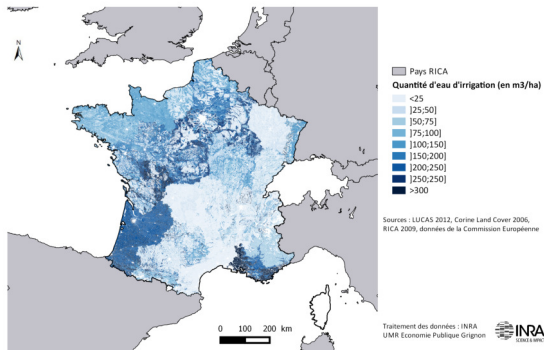 N
Pays RICA
Quantité d'eau d'irrigation (en m3/ha)
<25
]25;50]
]50;75]
]75;100]
]100;150]
]150;200]
]200;250]
]250;250]
>300
Sources : LUCAS 2012, Corine Land Cover 2006,
RICA 2009, données de la Commission Européenne
0 100 200 km
Traitement des données : INRA
UMR Economie Publique Grignon
INRA
SCIENCE & IMPACT